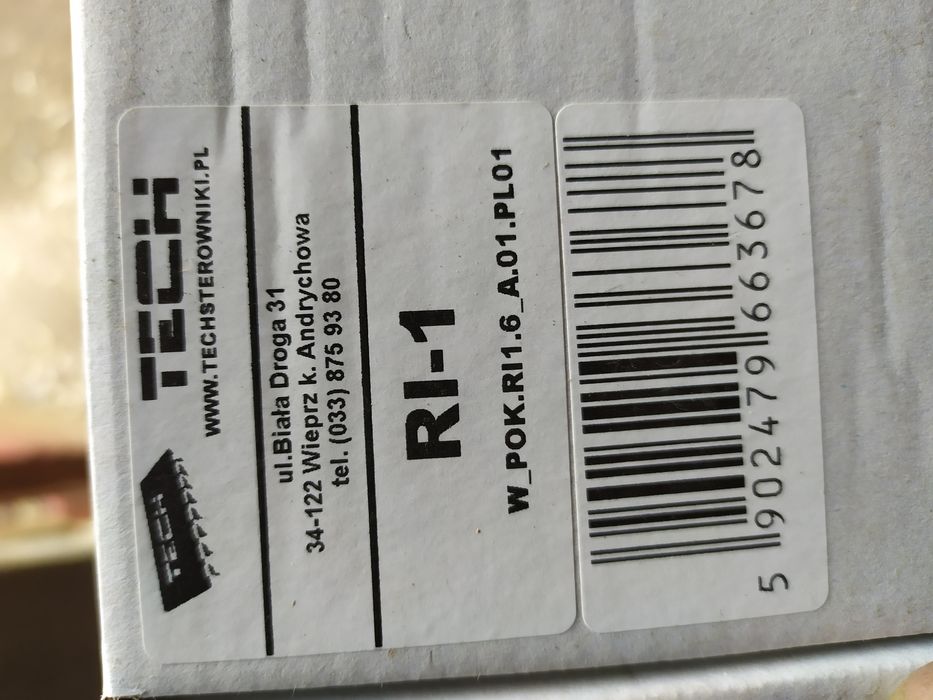 TECH
TECH
WWW.TECHSTEROWNIKI.PL
ul.Biała Droga 31
34-122 Wieprz k. Andrychowa
tel. (033) 875 93 80
RI-1
W_POK.RI1.6_A.01.PL01
5 902479 663678